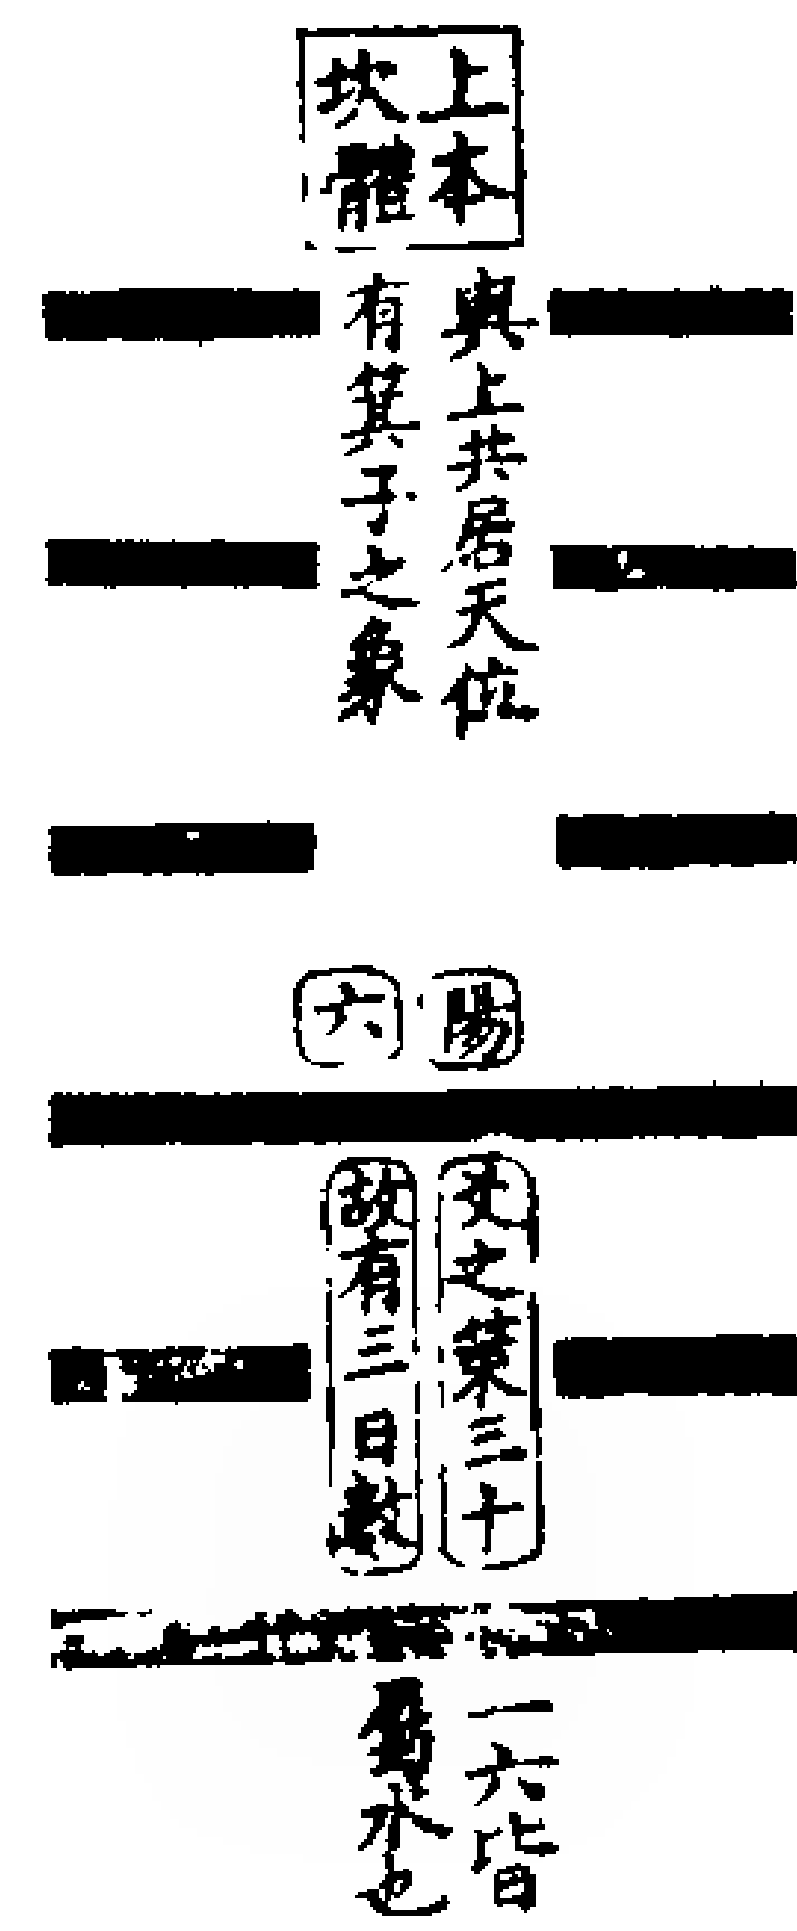 上本
坎體
與上共居天位
有箕子之象
陽
六
爻之策三十
故有三日數
一六皆
屬水也